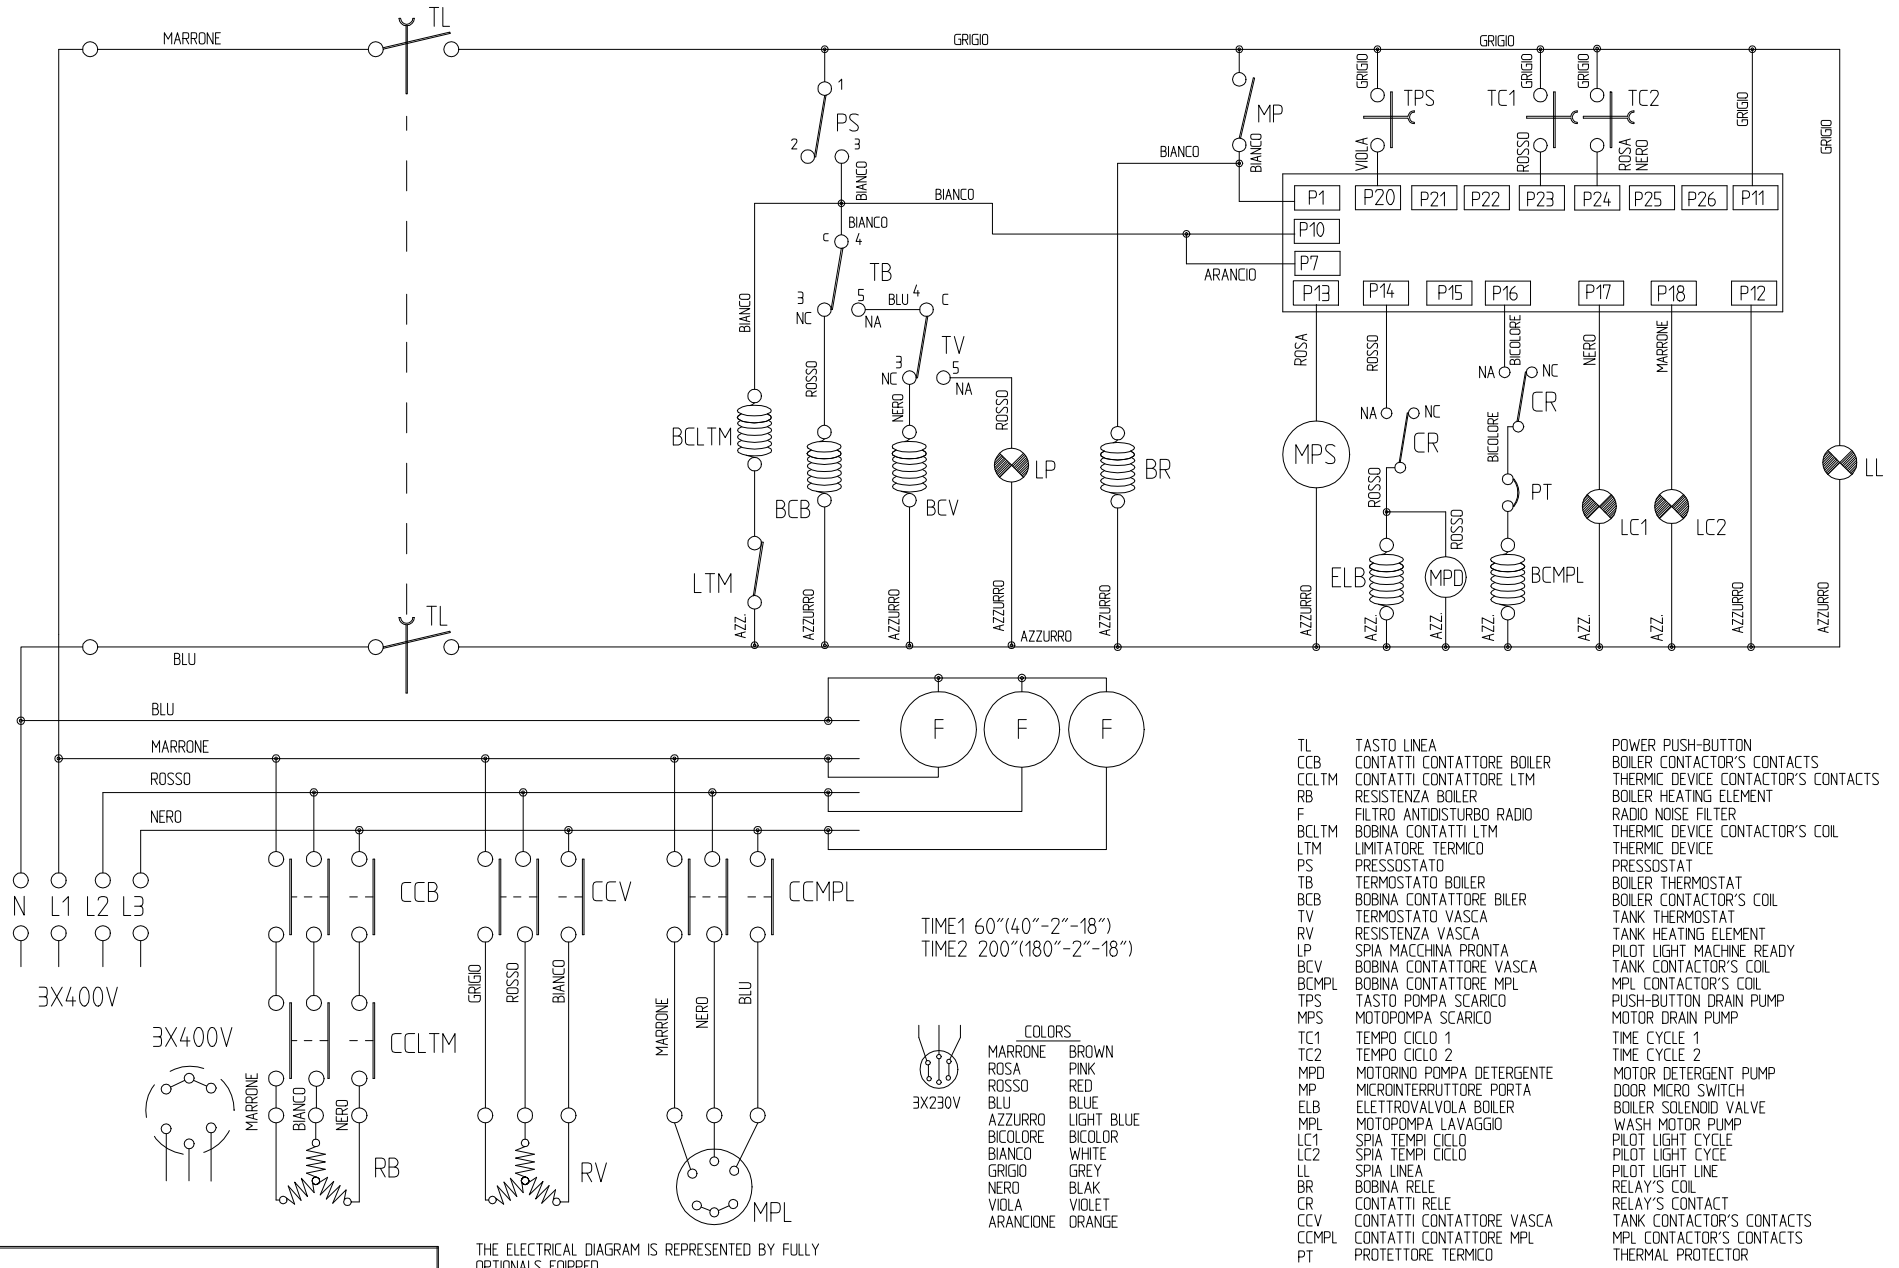 TL
MARRONE
GRIGIO
GRIGIO
1
PS
2
3
BIANCO
MP
BIANCO
BIANCO
GRIGIO
TPS
VIOLA
GRIGIO
TC1
ROSSO
GRIGIO
TC2
ROSA
NERO
GRIGIO
GRIGIO
BIANCO
BIANCO
C
4
TB
3
NC
5
NA
BLU
4
C
TV
3
NC
5
NA
P1
P20
P21
P22
P23
P24
P25
P26
P11
P10
P7
ARANCIO
P13
P14
P15
P16
P17
P18
P12
BIANCO
ROSSO
NERO
ROSSO
ROSA
ROSSO
BICOLORE
NERO
MARRONE
NA
NC
CR
NA
NC
CR
BICOLORE
BCLTM
BCB
BCV
LP
BR
MPS
ROSSO
ROSSO
PT
LC1
LC2
LL
LTM
ELB
MPD
BCMPL
AZZ.
AZZURRO
AZZURRO
AZZURRO
AZZURRO
AZZURRO
AZZURRO
AZZ.
AZZ.
AZZ.
AZZ.
AZZ.
AZZURRO
AZZURRO
TL
BLU
BLU
MARRONE
ROSSO
NERO
F
F
F
N L1 L2 L3
3X400V
CCB
CCV
CCMPL
CCLTM
3X400V
MARRONE
BIANCO
NERO
RB
GRIGIO
ROSSO
BIANCO
RV
MARRONE
NERO
BLU
MPL
TIME1 60"(40"-2"-18")
TIME2 200"(180"-2"-18")
3X230V
COLORS
MARRONE BROWN
ROSA PINK
ROSSO RED
BLU BLUE
AZZURRO LIGHT BLUE
BICOLORE BICOLOR
BIANCO WHITE
GRIGIO GREY
NERO BLAK
VIOLA VIOLET
ARANCIONE ORANGE
TL TASTO LINEA POWER PUSH-BUTTON
CCB CONTATTI CONTATTORE BOILER BOILER CONTACTOR'S CONTACTS
CCLTM CONTATTI CONTATTORE LTM THERMIC DEVICE CONTACTOR'S CONTACTS
RB RESISTENZA BOILER BOILER HEATING ELEMENT
F FILTRO ANTIDISTURBO RADIO RADIO NOISE FILTER
BCLTM BOBINA CONTATTI LTM THERMIC DEVICE CONTACTOR'S COIL
LTM LIMITATORE TERMICO THERMIC DEVICE
PS PRESSOSTATO PRESSOSTAT
TB TERMOSTATO BOILER BOILER THERMOSTAT
BCB BOBINA CONTATTORE BILER BOILER CONTACTOR'S COIL
TV TERMOSTATO VASCA TANK THERMOSTAT
RV RESISTENZA VASCA TANK HEATING ELEMENT
LP SPIA MACCHINA PRONTA PILOT LIGHT MACHINE READY
BCV BOBINA CONTATTORE VASCA TANK CONTACTOR'S COIL
BCMPL BOBINA CONTATTORE MPL MPL CONTACTOR'S COIL
TPS TASTO POMPA SCARICO PUSH-BUTTON DRAIN PUMP
MPS MOTOPOMPA SCARICO MOTOR DRAIN PUMP
TC1 TEMPO CICLO 1 TIME CYCLE 1
TC2 TEMPO CICLO 2 TIME CYCLE 2
MPD MOTORINO POMPA DETERGENTE MOTOR DETERGENT PUMP
MP MICROINTERRUTTORE PORTA DOOR MICRO SWITCH
ELB ELETTROVALVOLA BOILER BOILER SOLENOID VALVE
MPL MOTOPOMPA LAVAGGIO WASH MOTOR PUMP
LC1 SPIA TEMPI CICLO PILOT LIGHT CYCLE
LC2 SPIA TEMPI CICLO PILOT LIGHT CYCE
LL SPIA LINEA PILOT LIGHT LINE
BR BOBINA RELE RELAY'S COIL
CR CONTATTI RELE RELAY'S CONTACT
CCV CONTATTI CONTATTORE VASCA TANK CONTACTOR'S CONTACTS
CCMPL CONTATTI CONTATTORE MPL MPL CONTACTOR'S CONTACTS
PT PROTETTORE TERMICO THERMAL PROTECTOR
THE ELECTRICAL DIAGRAM IS REPRESENTED BY FULLY
OPTIONALS EQIPPED